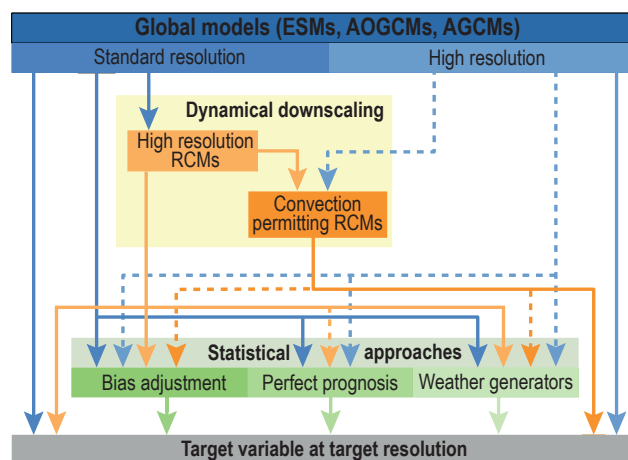 Global models (ESMs, AOGCMs, AGCMs)
Standard resolution
High resolution
Dynamical downscaling
High resolution
RCMs
Convection
permitting RCMs
Statistical approaches
Bias adjustment
Perfect prognosis
Weather generators
Target variable at target resolution